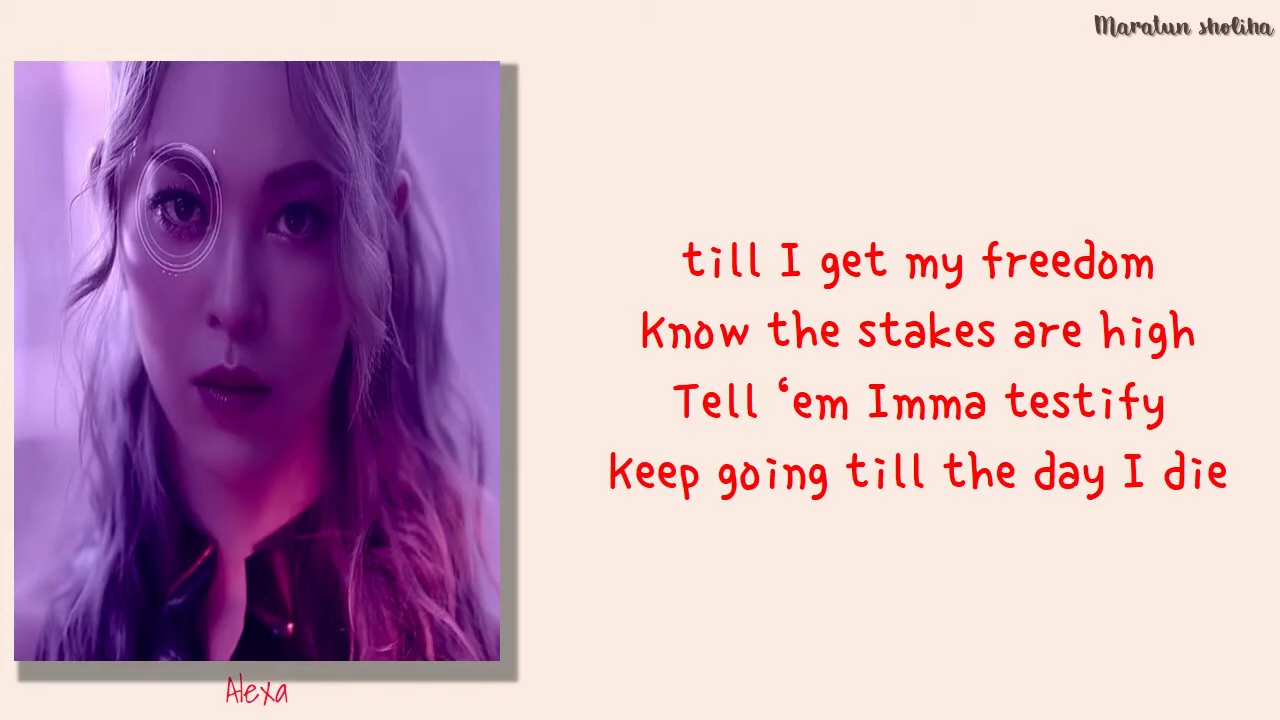 Maratun sholiha
till I get my freedom
Know the stakes are high
Tell ‘em Imma testify
Keep going till the day I die
Alexa